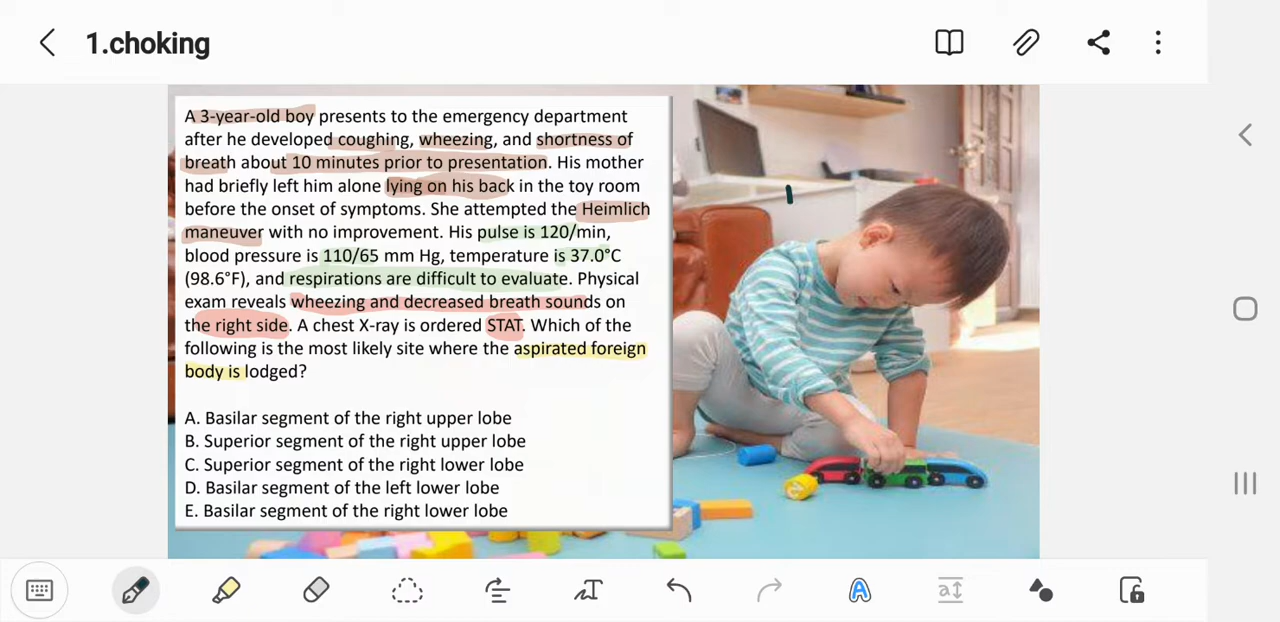 1.choking
A 3-year-old boy presents to the emergency department
after he developed coughing, wheezing, and shortness of
breath about 10 minutes prior to presentation. His mother
had briefly left him alone lying on his back in the toy room
before the onset of symptoms. She attempted the Heimlich
maneuver with no improvement. His pulse is 120/min,
blood pressure is 110/65 mm Hg, temperature is 37.0°C
(98.6°F), and respirations are difficult to evaluate. Physical
exam reveals wheezing and decreased breath sounds on
the right side. A chest X-ray is ordered STAT. Which of the
following is the most likely site where the aspirated foreign
body is lodged?
A. Basilar segment of the right upper lobe
B. Superior segment of the right upper lobe
C. Superior segment of the right lower lobe
D. Basilar segment of the left lower lobe
E. Basilar segment of the right lower lobe